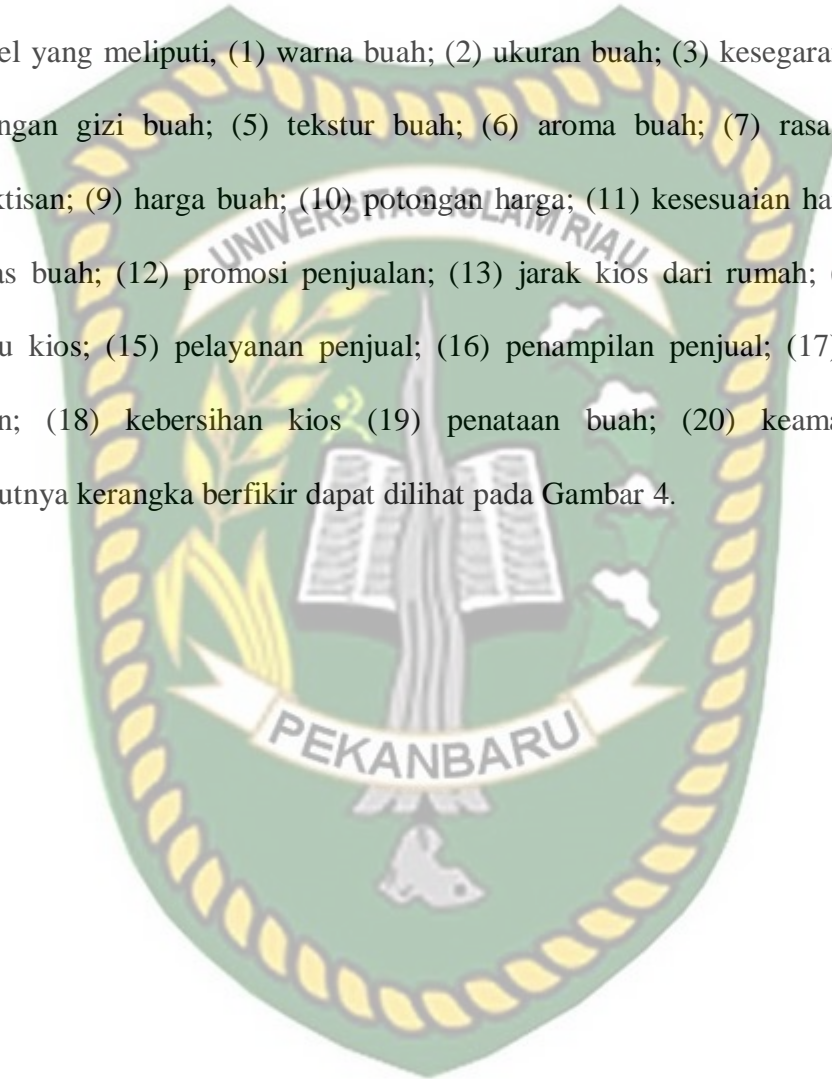 el yang meliputi, (1) warna buah; (2) ukuran buah; (3) kesegara
ngan gizi buah; (5) tekstur buah; (6) aroma buah; (7) rasa
ktisan; (9) harga buah; (10) potongan harga; (11) kesesuaian ha
as buah; (12) promosi penjualan; (13) jarak kios dari rumah; (
u kios; (15) pelayanan penjual; (16) penampilan penjual; (17)
n; (18) kebersihan kios (19) penataan buah; (20) keama
utnya kerangka berfikir dapat dilihat pada Gambar 4.
UNIVERSITAS ISLAM RIAU
PEKANBARU